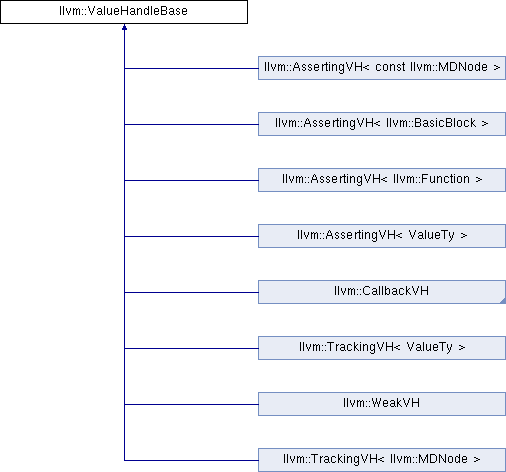 llvm::ValueHandleBase
llvm::AssertingVH< const llvm::MDNode >
llvm::AssertingVH< llvm::BasicBlock >
llvm::AssertingVH< llvm::Function >
llvm::AssertingVH< ValueTy >
llvm::CallbackVH
llvm::TrackingVH< ValueTy >
llvm::WeakVH
llvm::TrackingVH< llvm::MDNode >